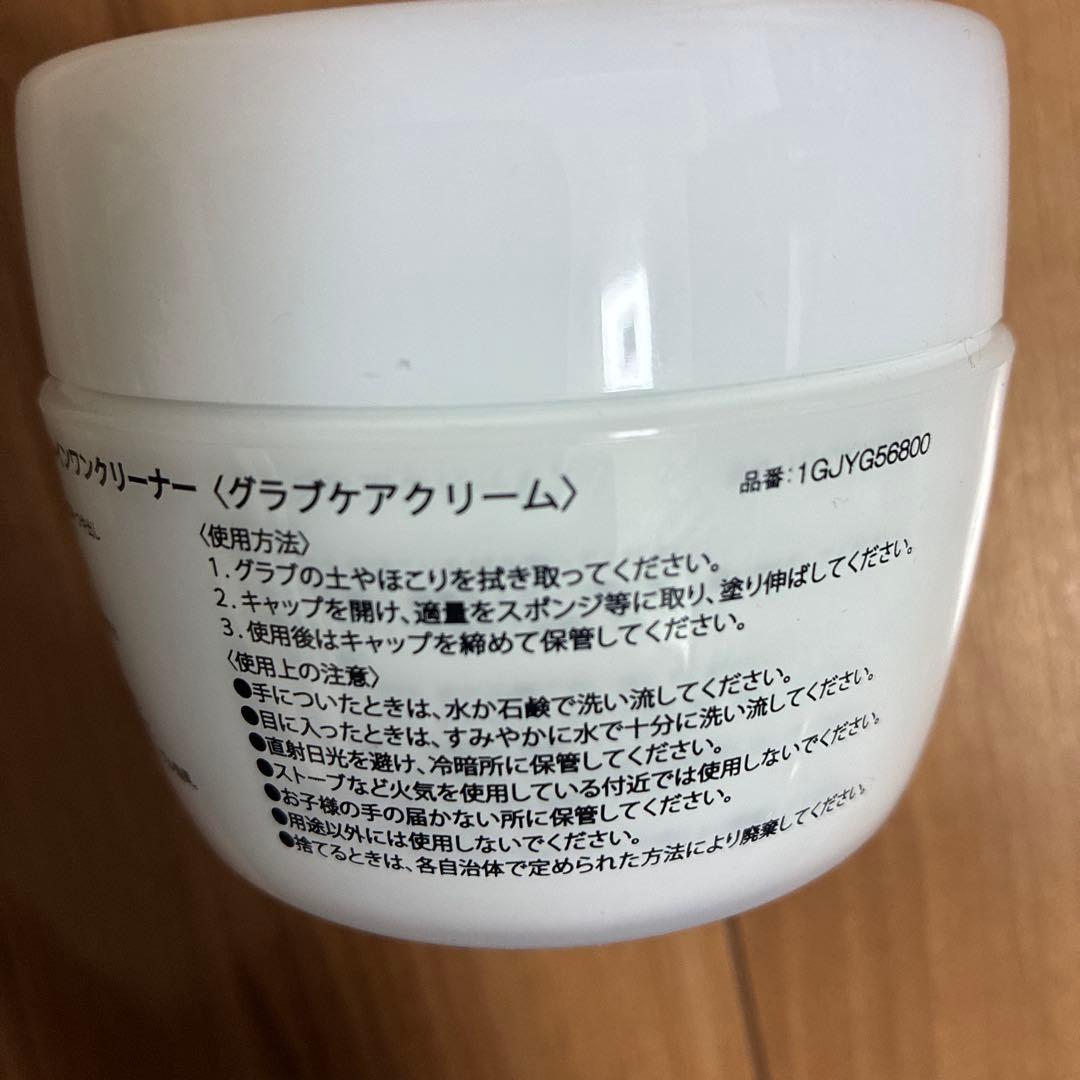 ンワンクリーナー〈グラブケアクリーム〉
品番:1GJYG56800
〈使用方法〉
1.グラブの土やほこりを拭き取ってください。
2.キャップを開け、適量をスポンジ等に取り、塗り伸ばしてください。
3.使用後はキャップを締めて保管してください。
〈使用上の注意〉
●手についたときは、水か石鹸で洗い流してください。
●目に入ったときは、すみやかに水で十分に洗い流してください。
●直射日光を避け、冷暗所に保管してください。
●ストーブなど火気を使用している付近では使用しないでください。
●お子様の手の届かない所に保管してください。
●用途以外には使用しないでください。
●捨てるときは、各自治体で定められた方法により廃棄してください。